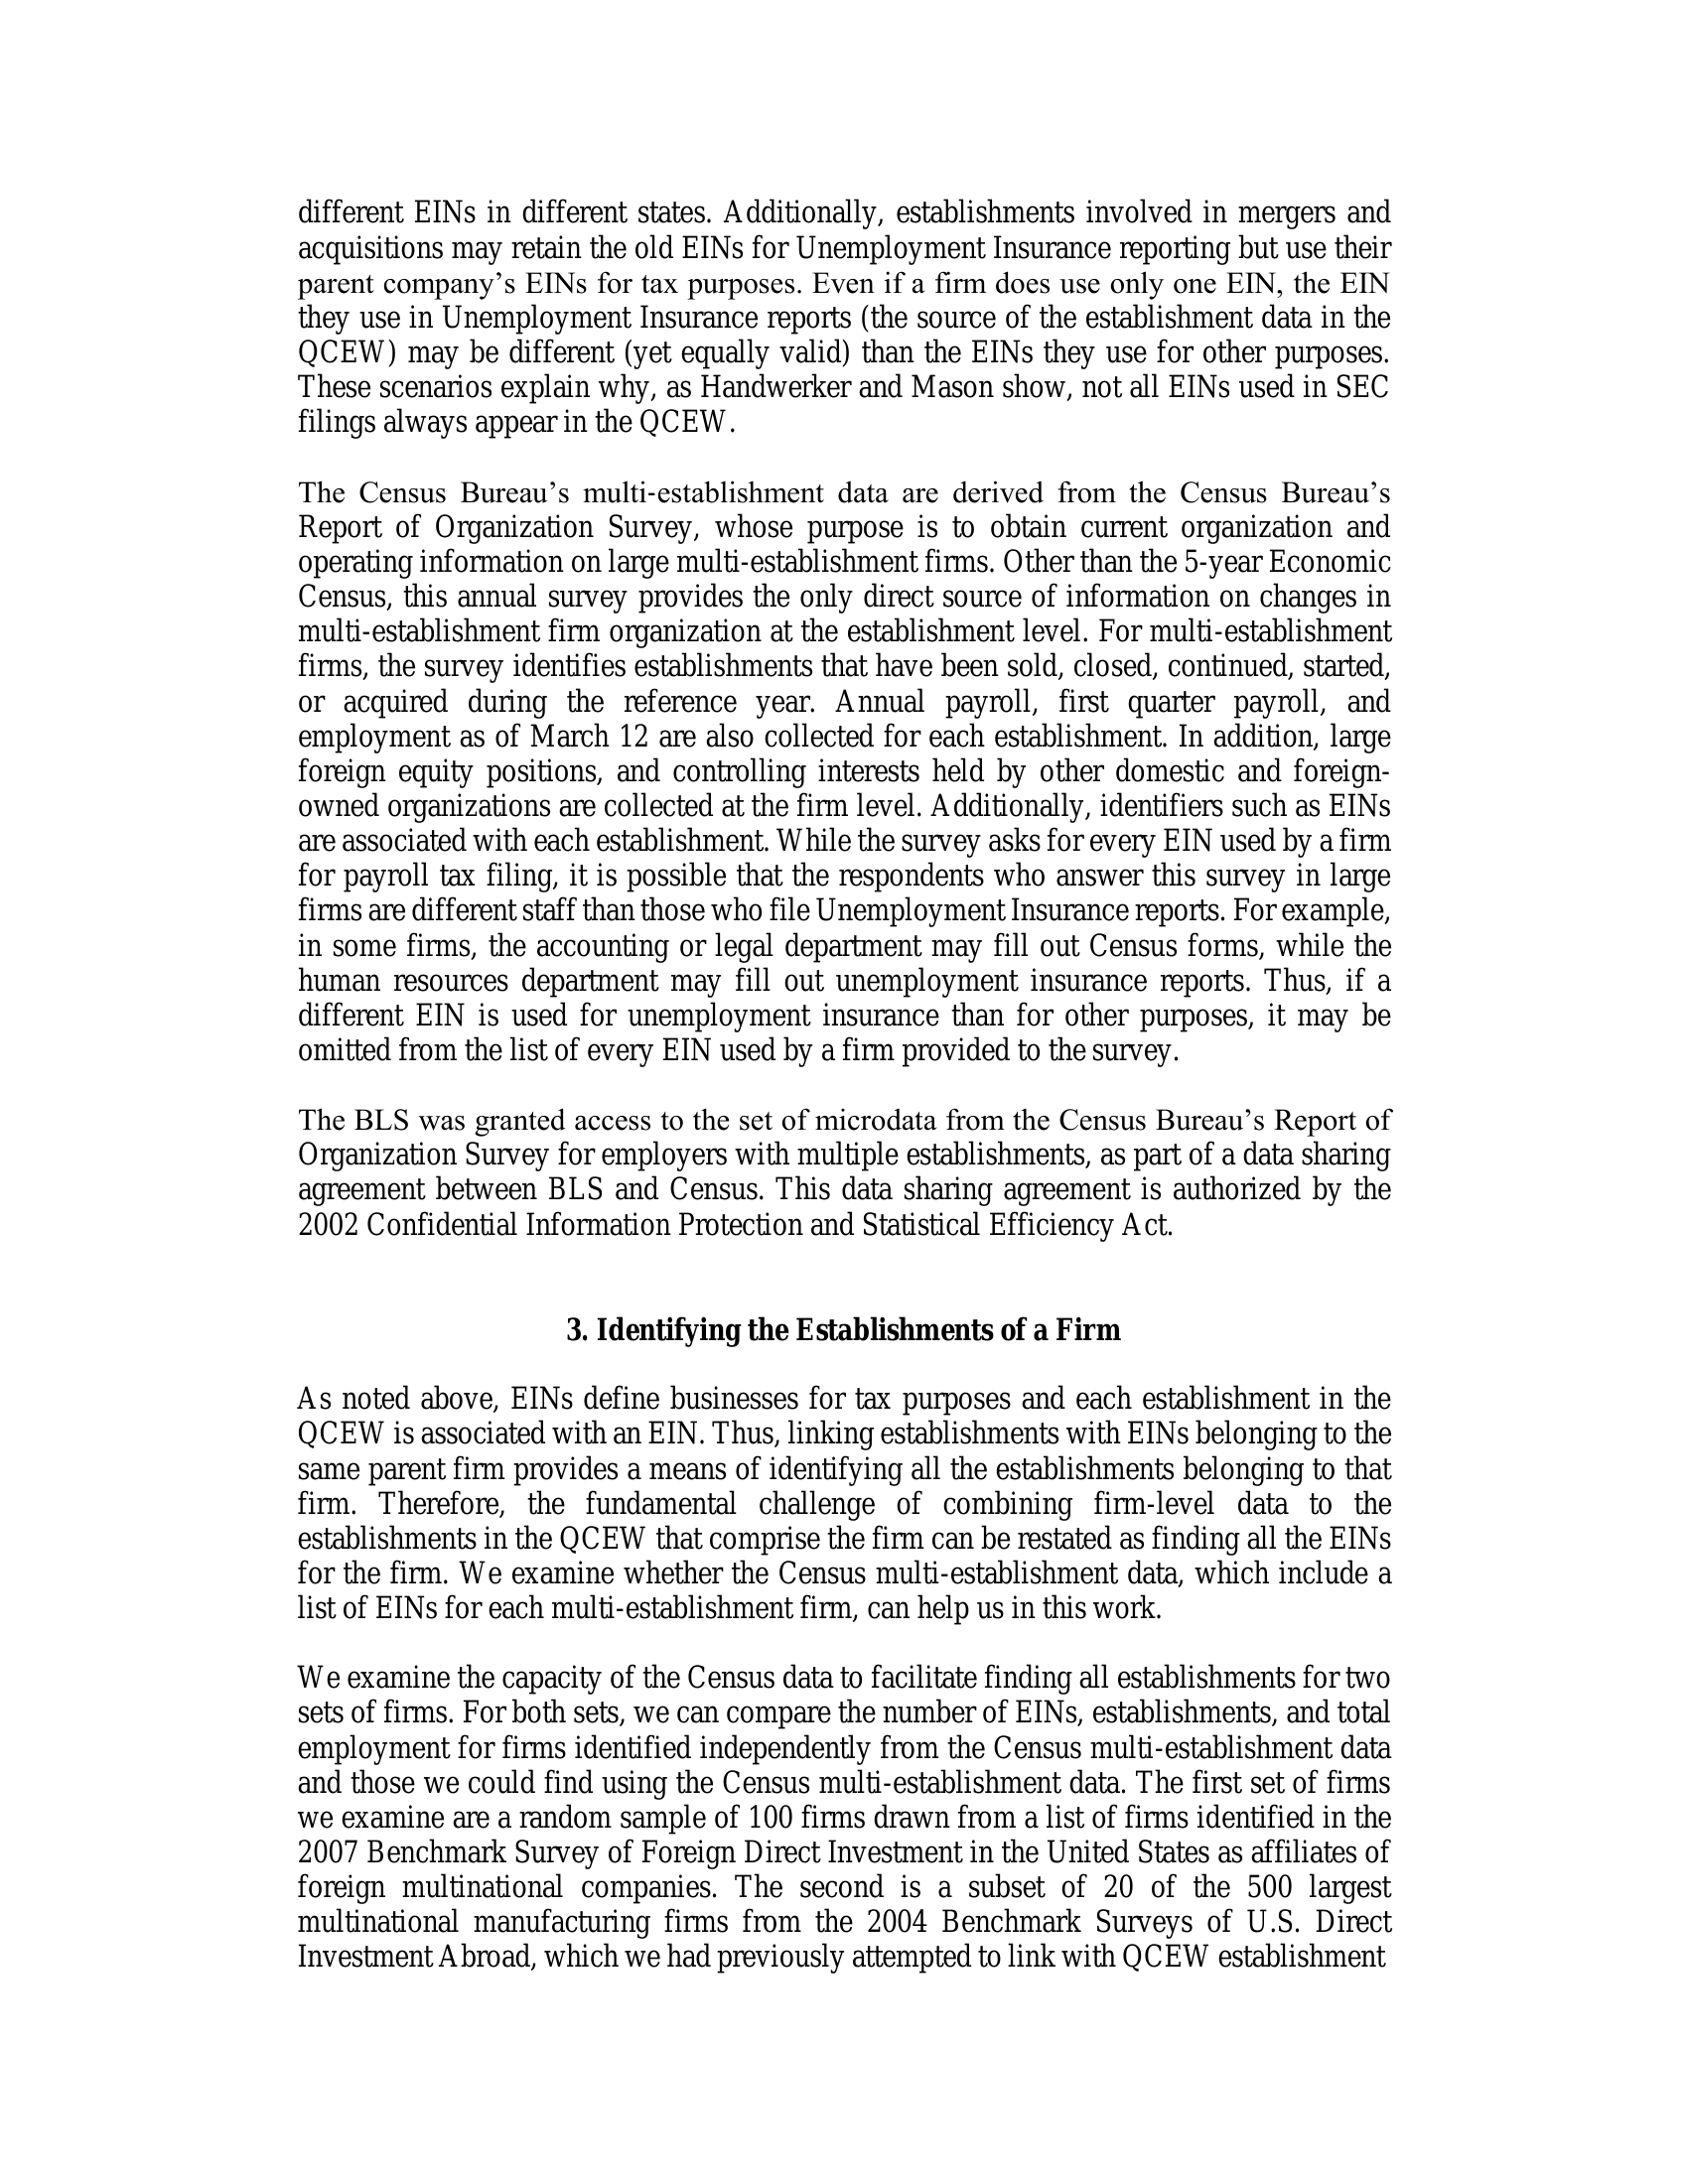 different EINs in different states. Additionally, establishments involved in mergers and
acquisitions may retain the old EINs for Unemployment Insurance reporting but use their
parent company’s EINs for tax purposes. Even if a firm does use only one EIN, the EIN
they use in Unemployment Insurance reports (the source of the establishment data in the
QCEW) may be different (yet equally valid) than the EINs they use for other purposes.
These scenarios explain why, as Handwerker and Mason show, not all EINs used in SEC
filings always appear in the QCEW.
The Census Bureau’s multi-establishment data are derived from the Census Bureau’s
Report of Organization Survey, whose purpose is to obtain current organization and
operating information on large multi-establishment firms. Other than the 5-year Economic
Census, this annual survey provides the only direct source of information on changes in
multi-establishment firm organization at the establishment level. For multi-establishment
firms, the survey identifies establishments that have been sold, closed, continued, started,
or acquired during the reference year. Annual payroll, first quarter payroll, and
employment as of March 12 are also collected for each establishment. In addition, large
foreign equity positions, and controlling interests held by other domestic and foreign-
owned organizations are collected at the firm level. Additionally, identifiers such as EINs
are associated with each establishment. While the survey asks for every EIN used by a firm
for payroll tax filing, it is possible that the respondents who answer this survey in large
firms are different staff than those who file Unemployment Insurance reports. For example,
in some firms, the accounting or legal department may fill out Census forms, while the
human resources department may fill out unemployment insurance reports. Thus, if a
different EIN is used for unemployment insurance than for other purposes, it may be
omitted from the list of every EIN used by a firm provided to the survey.
The BLS was granted access to the set of microdata from the Census Bureau’s Report of
Organization Survey for employers with multiple establishments, as part of a data sharing
agreement between BLS and Census. This data sharing agreement is authorized by the
2002 Confidential Information Protection and Statistical Efficiency Act.
3. Identifying the Establishments of a Firm
As noted above, EINs define businesses for tax purposes and each establishment in the
QCEW is associated with an EIN. Thus, linking establishments with EINs belonging to the
same parent firm provides a means of identifying all the establishments belonging to that
firm. Therefore, the fundamental challenge of combining firm-level data to the
establishments in the QCEW that comprise the firm can be restated as finding all the EINs
for the firm. We examine whether the Census multi-establishment data, which include a
list of EINs for each multi-establishment firm, can help us in this work.
We examine the capacity of the Census data to facilitate finding all establishments for two
sets of firms. For both sets, we can compare the number of EINs, establishments, and total
employment for firms identified independently from the Census multi-establishment data
and those we could find using the Census multi-establishment data. The first set of firms
we examine are a random sample of 100 firms drawn from a list of firms identified in the
2007 Benchmark Survey of Foreign Direct Investment in the United States as affiliates of
foreign multinational companies. The second is a subset of 20 of the 500 largest
multinational manufacturing firms from the 2004 Benchmark Surveys of U.S. Direct
Investment Abroad, which we had previously attempted to link with QCEW establishment